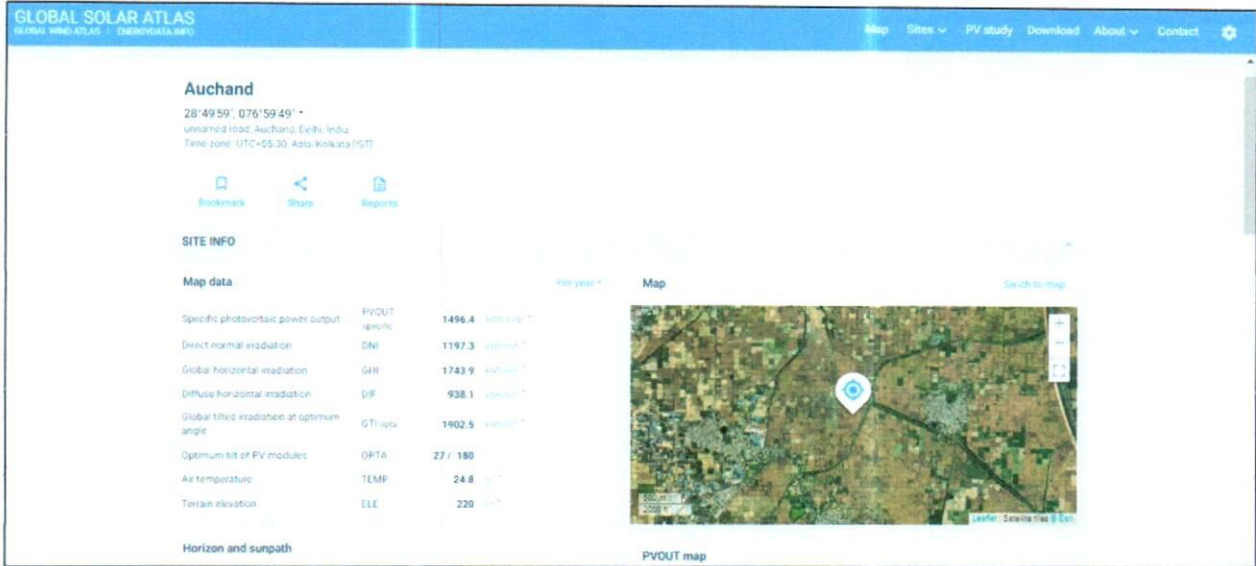 GLOBAL SOLAR ATLAS
GLOBAL WIND ATLAS / ENERGYDATA.INFO
Map Sites PV study Download About Contact
Auchand
28°49'59", 076°59'49"
unnamed road, Auchand, Delhi, India
Time zone: UTC+05:30, Asia/Kolkata [IST]
Bookmark Share Reports
SITE INFO
Map data Per year
Map Switch to map
Specific photovoltaic power output PVOUT specific 1496.4
Direct normal irradiation DNI 1197.3
Global horizontal irradiation GHI 1743.9
Diffuse horizontal irradiation DIF 938.1
Global tilted irradiation at optimum angle GTI opta 1902.5
Optimum tilt of PV modules OPTA 27 / 180
Air temperature TEMP 24.8
Terrain elevation ELE 220
500 m
2000 ft
Leaflet | Satellite tiles © Esri
Horizon and sunpath
PVOUT map